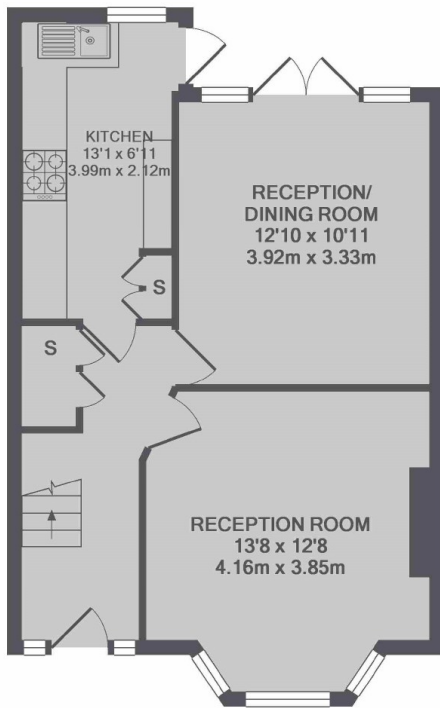 KITCHEN
13'1 x 6'11
3.99m x 2.12m
RECEPTION/
DINING ROOM
12'10 x 10'11
3.92m x 3.33m
S
S
RECEPTION ROOM
13'8 x 12'8
4.16m x 3.85m